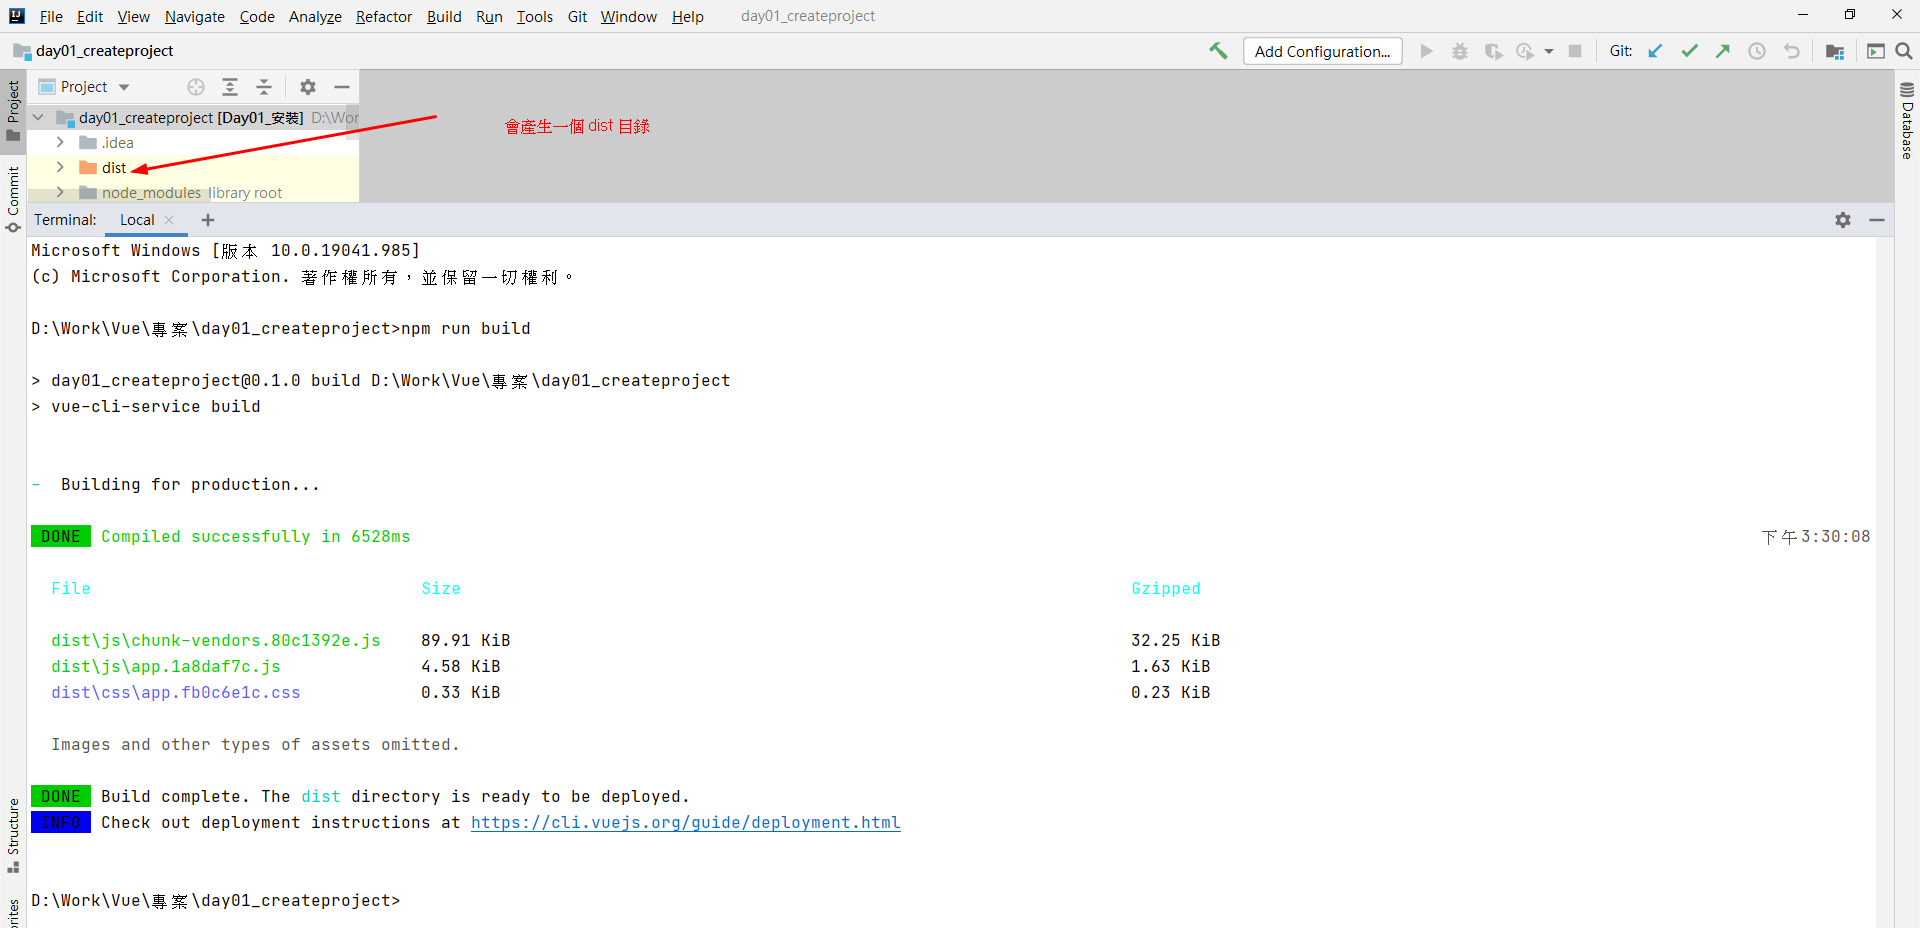 File Edit View Navigate Code Analyze Refactor Build Run Tools Git Window Help day01_createproject
day01_createproject
Add Configuration...
Git:
Project
Project
day01_createproject [Day01_安裝] D:\Wor
.idea
dist
node_modules library root
會產生一個 dist 目錄
Database
Commit
Terminal: Local
Microsoft Windows [版本 10.0.19041.985]
(c) Microsoft Corporation. 著作權所有，並保留一切權利。
D:\Work\Vue\專案\day01_createproject>npm run build
> day01_createproject@0.1.0 build D:\Work\Vue\專案\day01_createproject
> vue-cli-service build
- Building for production...
DONE Compiled successfully in 6528ms 下午3:30:08
File Size Gzipped
dist\js\chunk-vendors.80c1392e.js 89.91 KiB 32.25 KiB
dist\js\app.1a8daf7c.js 4.58 KiB 1.63 KiB
dist\css\app.fb0c6e1c.css 0.33 KiB 0.23 KiB
Images and other types of assets omitted.
DONE Build complete. The dist directory is ready to be deployed.
INFO Check out deployment instructions at https://cli.vuejs.org/guide/deployment.html
Structure
D:\Work\Vue\專案\day01_createproject>